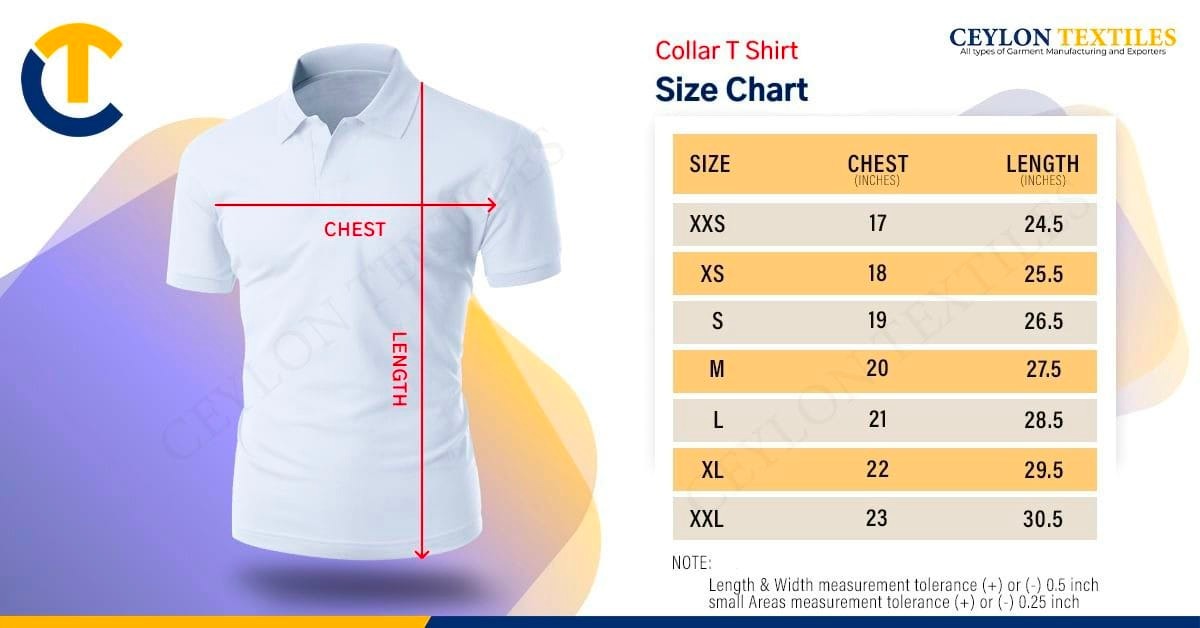 CEYLON TEXTILES
All types of Garment Manufacturing and Exporters
Collar T Shirt
Size Chart
CHEST
LENGTH
SIZE CHEST LENGTH
(INCHES) (INCHES)
XXS 17 24.5
XS 18 25.5
S 19 26.5
M 20 27.5
L 21 28.5
XL 22 29.5
XXL 23 30.5
NOTE:
Length & Width measurement tolerance (+) or (-) 0.5 inch
small Areas measurement tolerance (+) or (-) 0.25 inch
CEYLON TEXTILES
CEYLON TEXTILES